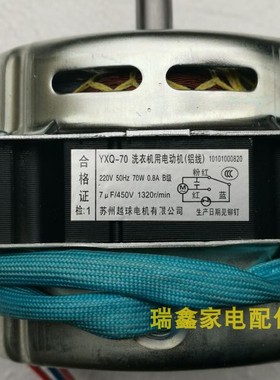 合格证
检:1
YXQ-70 洗衣机用电动机(铝线) 10101000820
220V 50Hz 70W 0.8A B级
7μF/450V 1320r/min
苏州越球电机有限公司
粉红
红
蓝
M
生产日期见铆钉
瑞鑫家电配件